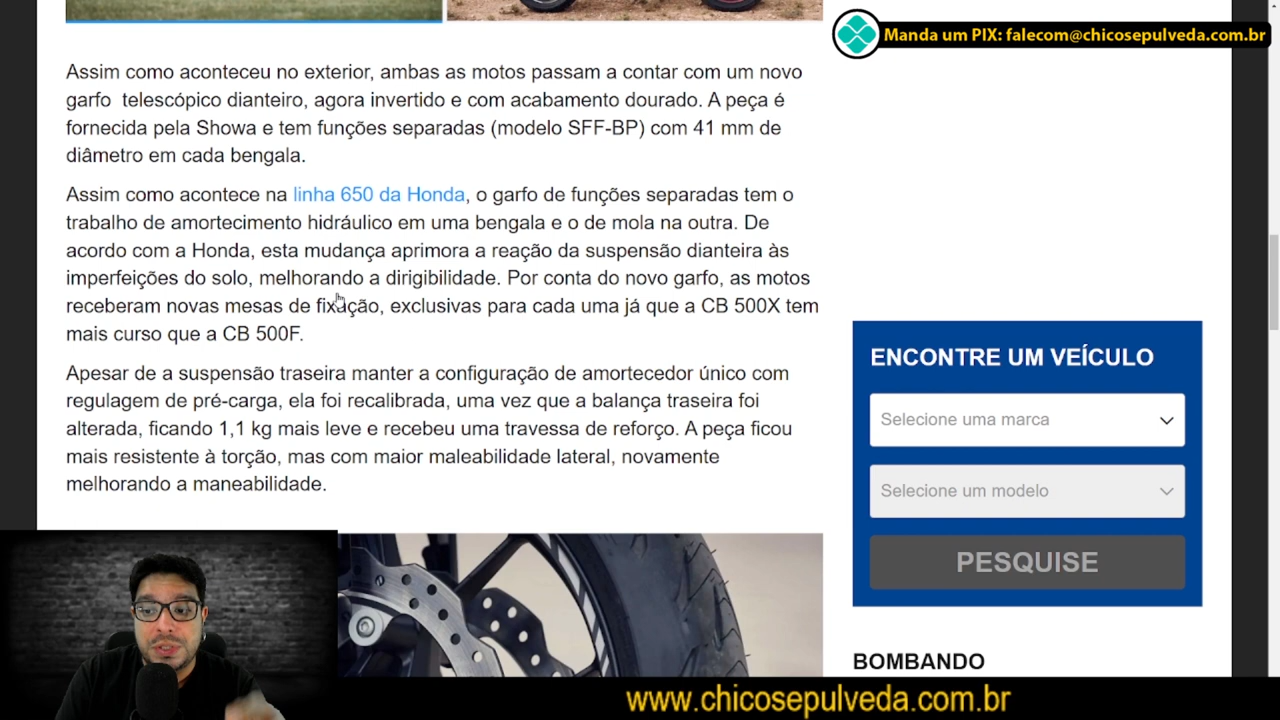 Manda um PIX: falecom@chicosepulveda.com.br
Assim como aconteceu no exterior, ambas as motos passam a contar com um novo
garfo telescópico dianteiro, agora invertido e com acabamento dourado. A peça é
fornecida pela Showa e tem funções separadas (modelo SFF-BP) com 41 mm de
diâmetro em cada bengala.
Assim como acontece na linha 650 da Honda, o garfo de funções separadas tem o
trabalho de amortecimento hidráulico em uma bengala e o de mola na outra. De
acordo com a Honda, esta mudança aprimora a reação da suspensão dianteira às
imperfeições do solo, melhorando a dirigibilidade. Por conta do novo garfo, as motos
receberam novas mesas de fixação, exclusivas para cada uma já que a CB 500X tem
mais curso que a CB 500F.
Apesar de a suspensão traseira manter a configuração de amortecedor único com
regulagem de pré-carga, ela foi recalibrada, uma vez que a balança traseira foi
alterada, ficando 1,1 kg mais leve e recebeu uma travessa de reforço. A peça ficou
mais resistente à torção, mas com maior maleabilidade lateral, novamente
melhorando a maneabilidade.
ENCONTRE UM VEÍCULO
Selecione uma marca
Selecione um modelo
PESQUISE
BOMBANDO
www.chicosepulveda.com.br